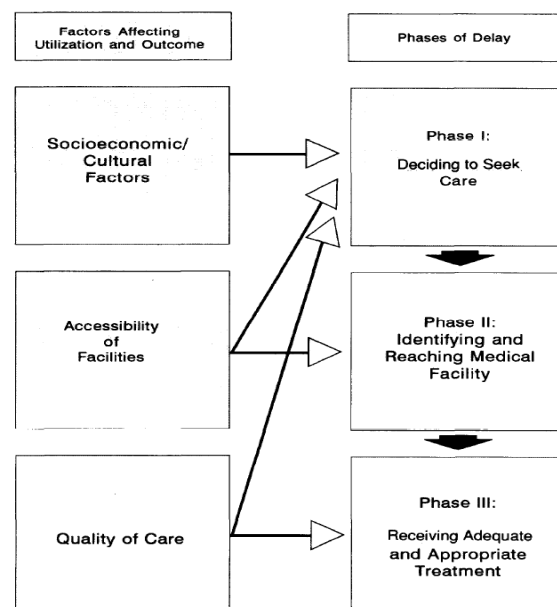 Factors Affecting
Utilization and Outcome
Phases of Delay
Socioeconomic/
Cultural
Factors
Phase I:
Deciding to Seek
Care
Accessibility
of
Facilities
Phase II:
Identifying and
Reaching Medical
Facility
Quality of Care
Phase III:
Receiving Adequate
and Appropriate
Treatment